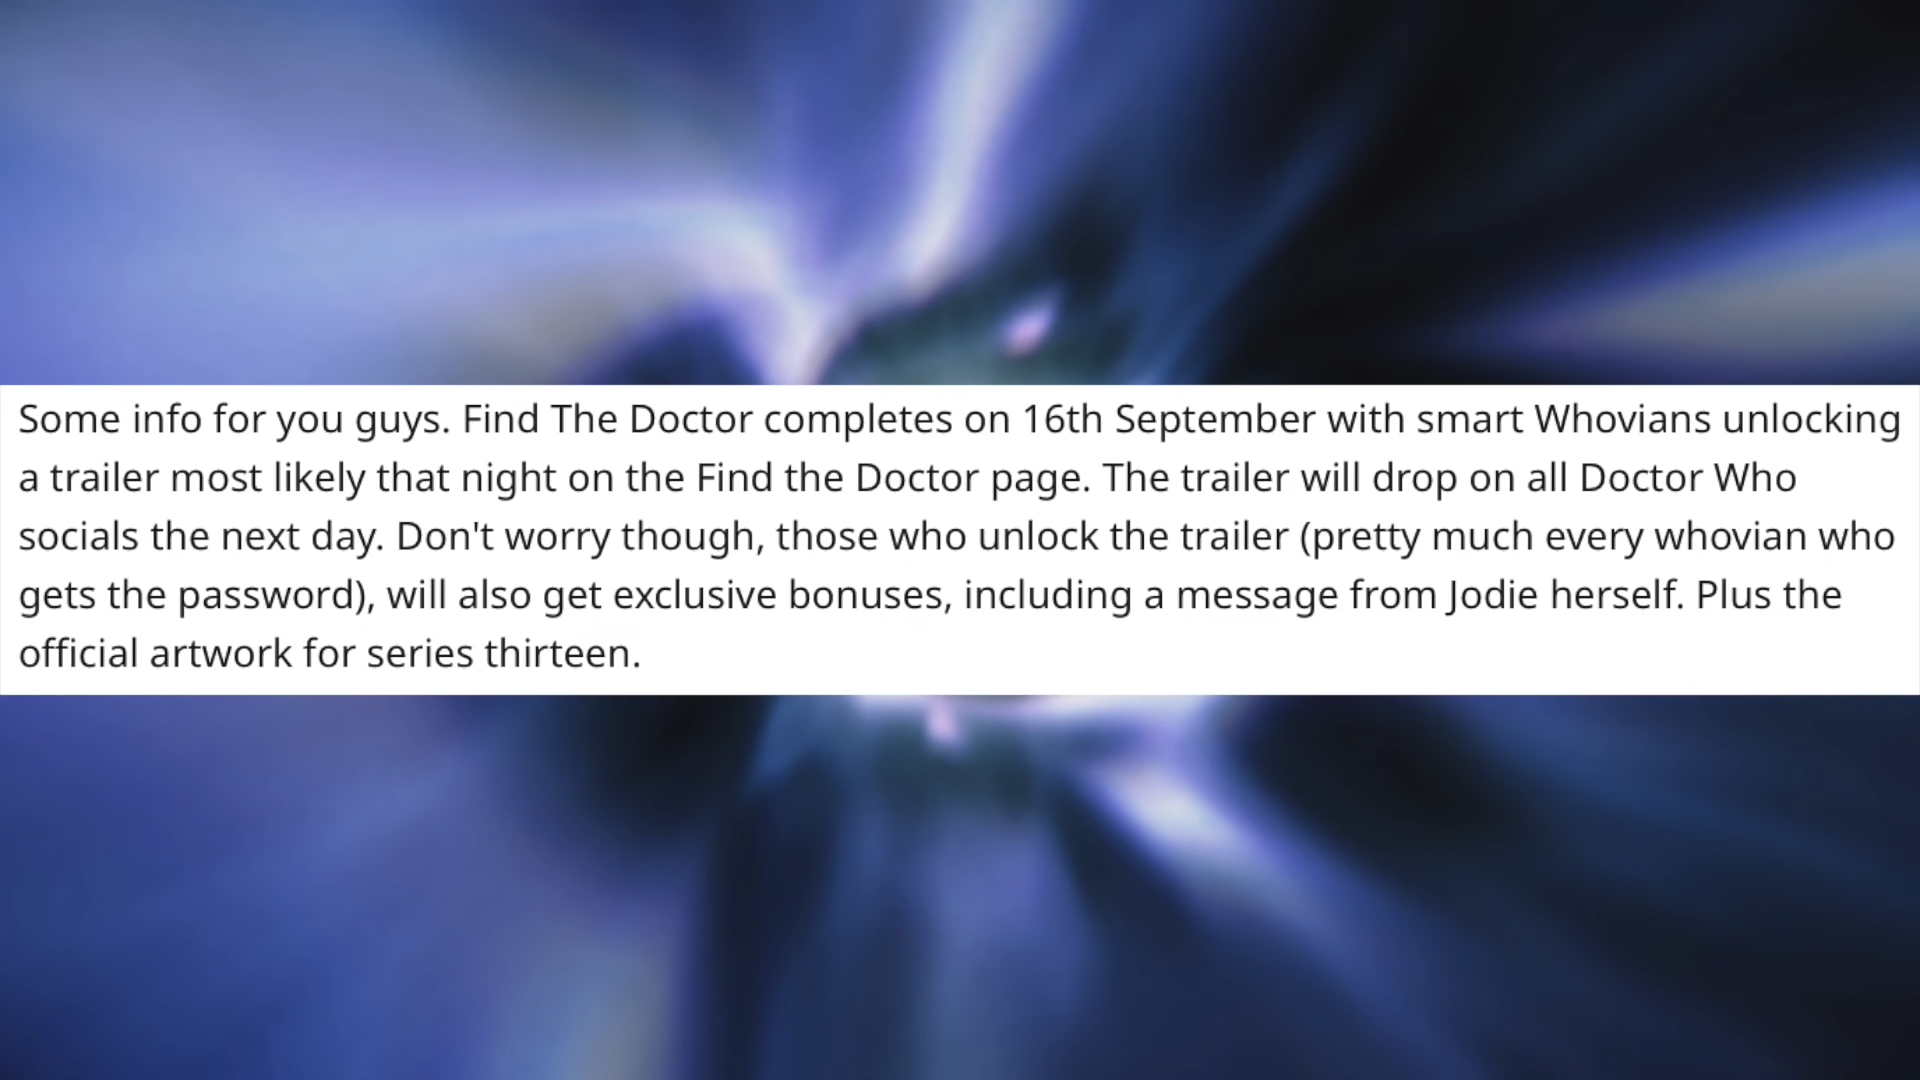 Some info for you guys. Find The Doctor completes on 16th September with smart Whovians unlocking
a trailer most likely that night on the Find the Doctor page. The trailer will drop on all Doctor Who
socials the next day. Don't worry though, those who unlock the trailer (pretty much every whovian who
gets the password), will also get exclusive bonuses, including a message from Jodie herself. Plus the
official artwork for series thirteen.